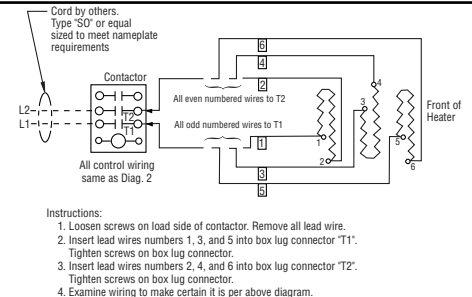 Cord by others.
Type "SO" or equal
sized to meet nameplate
requirements
Contactor
L2
L1
T2
T1
All control wiring
same as Diag. 2
6
4
2
All even numbered wires to T2
All odd numbered wires to T1
1
3
5
1
2
3
4
5
6
Front of
Heater
Instructions:
1. Loosen screws on load side of contactor. Remove all lead wire.
2. Insert lead wires numbers 1, 3, and 5 into box lug connector "T1".
Tighten screws on box lug connector.
3. Insert lead wires numbers 2, 4, and 6 into box lug connector "T2".
Tighten screws on box lug connector.
4. Examine wiring to make certain it is per above diagram.